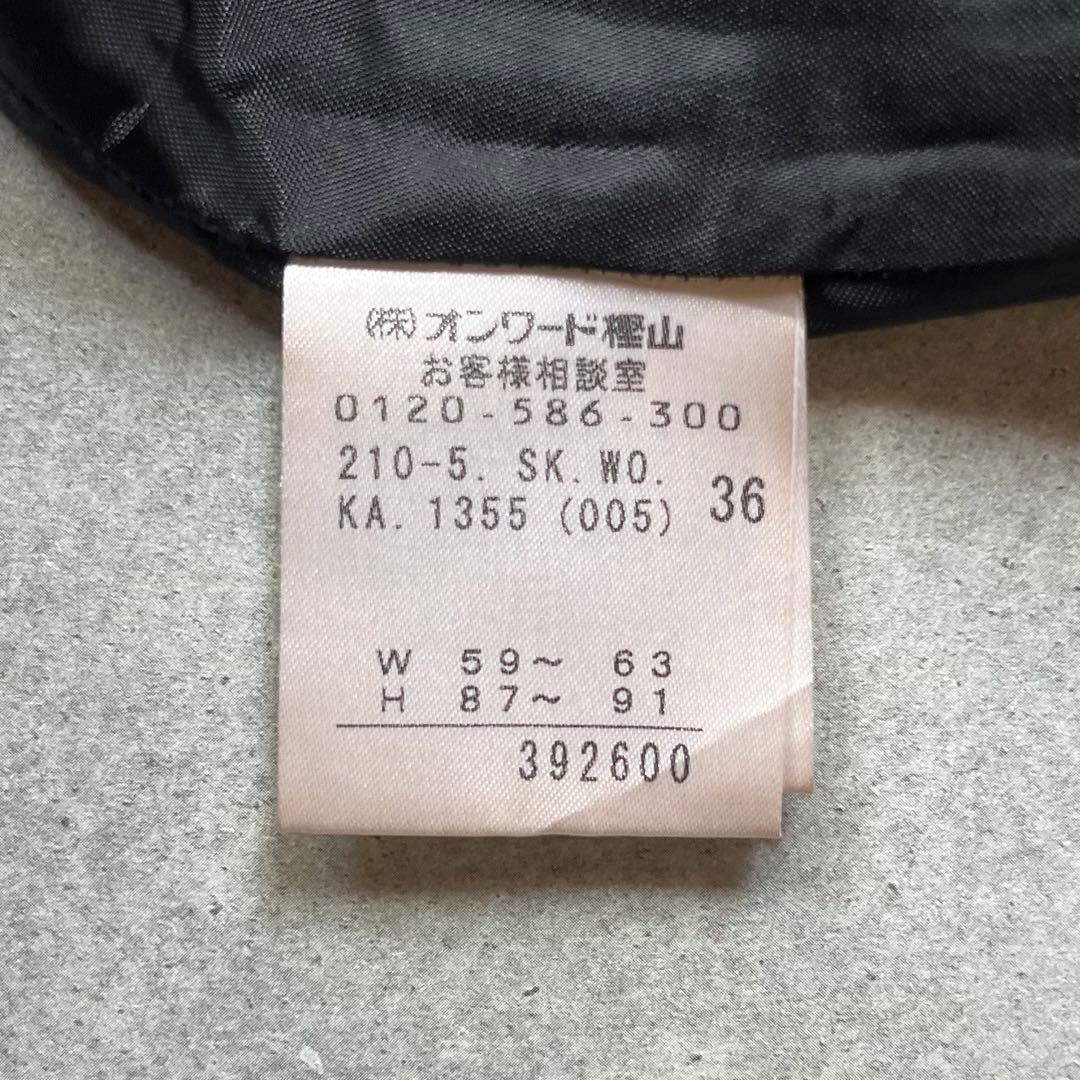 ㈱オンワード樫山
お客様相談室
0120-586-300
210-5. SK. WO.
KA. 1355 (005) 36
W 59〜 63
H 87〜 91
392600